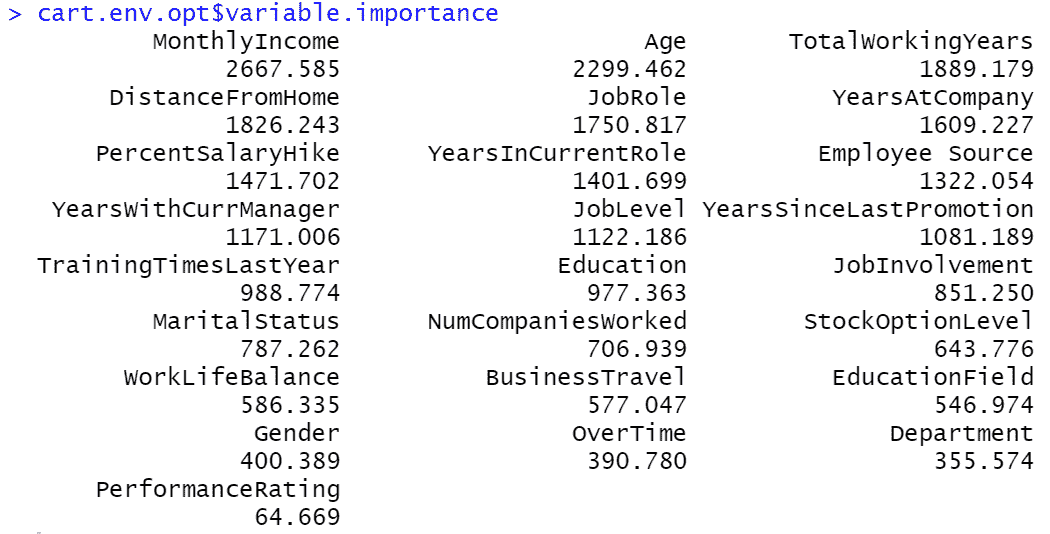 > cart.env.opt$variable.importance
MonthlyIncome Age TotalWorkingYears
2667.585 2299.462 1889.179
DistanceFromHome JobRole YearsAtCompany
1826.243 1750.817 1609.227
PercentSalaryHike YearsInCurrentRole Employee Source
1471.702 1401.699 1322.054
YearsWithCurrManager JobLevel YearsSinceLastPromotion
1171.006 1122.186 1081.189
TrainingTimesLastYear Education JobInvolvement
988.774 977.363 851.250
MaritalStatus NumCompaniesWorked StockOptionLevel
787.262 706.939 643.776
WorkLifeBalance BusinessTravel EducationField
586.335 577.047 546.974
Gender OverTime Department
400.389 390.780 355.574
PerformanceRating
64.669